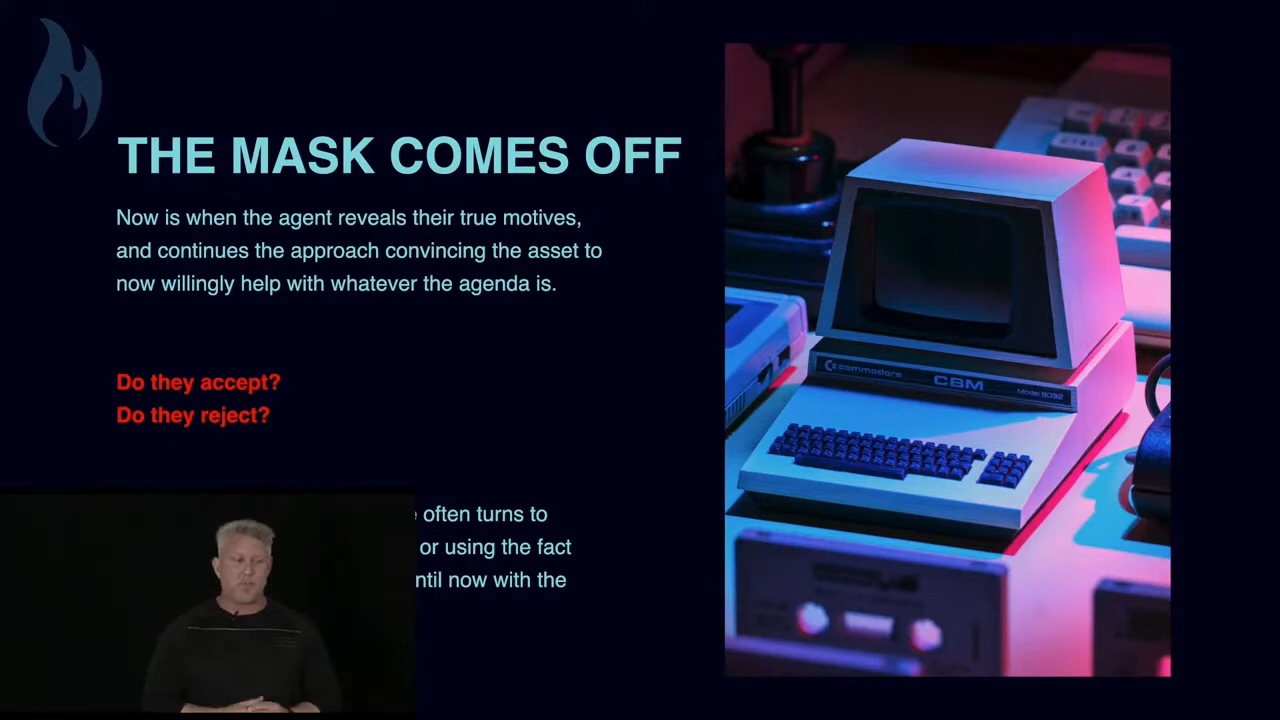 THE MASK COMES OFF
Now is when the agent reveals their true motives,
and continues the approach convincing the asset to
now willingly help with whatever the agenda is.
Do they accept?
Do they reject?
often turns to
or using the fact
ntil now with the
commodore CBM Model 8032